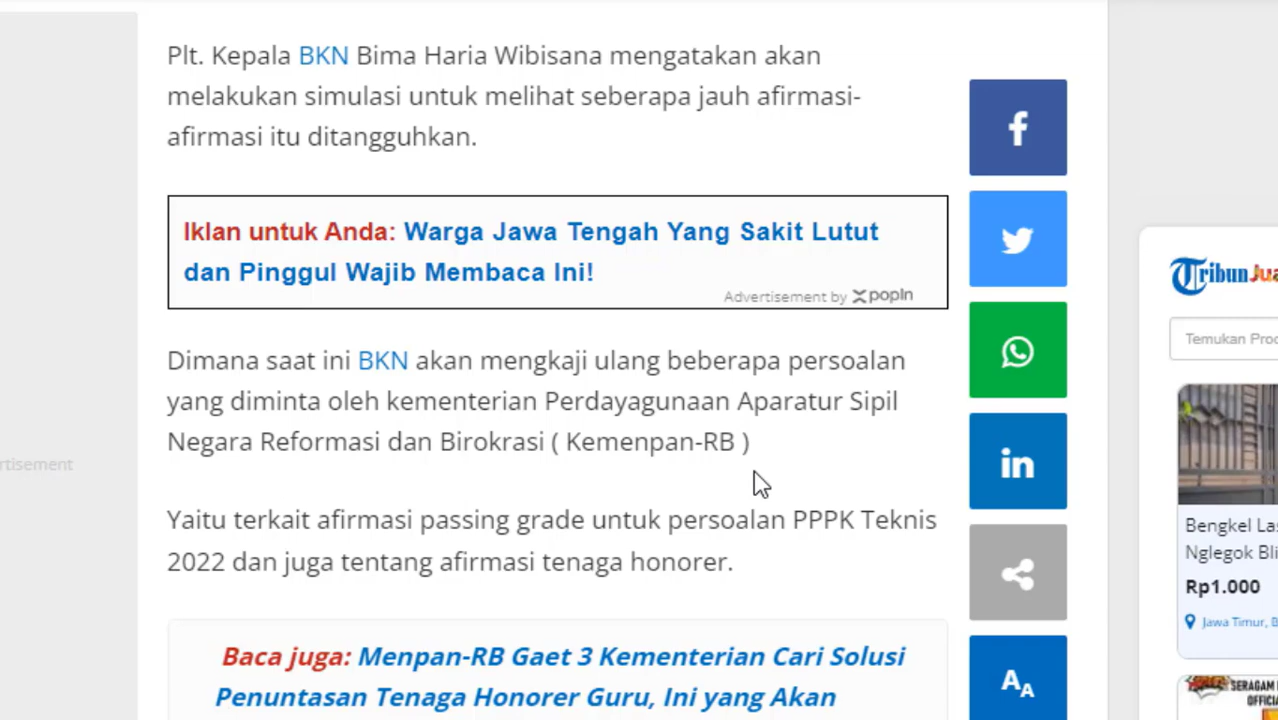 Plt. Kepala BKN Bima Haria Wibisana mengatakan akan
melakukan simulasi untuk melihat seberapa jauh afirmasi-
afirmasi itu ditangguhkan.
Iklan untuk Anda: Warga Jawa Tengah Yang Sakit Lutut
dan Pinggul Wajib Membaca Ini!
Advertisement by popIn
Dimana saat ini BKN akan mengkaji ulang beberapa persoalan
yang diminta oleh kementerian Perdayagunaan Aparatur Sipil
Negara Reformasi dan Birokrasi ( Kemenpan-RB )
rtisement
Yaitu terkait afirmasi passing grade untuk persoalan PPPK Teknis
2022 dan juga tentang afirmasi tenaga honorer.
Baca juga: Menpan-RB Gaet 3 Kementerian Cari Solusi
Penuntasan Tenaga Honorer Guru, Ini yang Akan
AA
TribunJua
Temukan Prod
Bengkel Las
Nglegok Bli
Rp1.000
Jawa Timur, B
SERAGAM
OFFICI